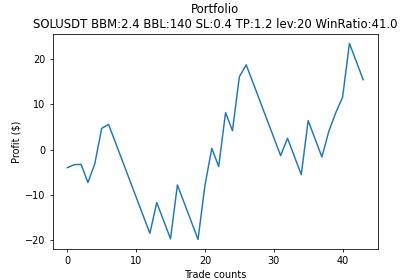 Portfolio
SOLUSDT BBM:2.4 BBL:140 SL:0.4 TP:1.2 lev:20 WinRatio:41.0
20
10
0
−10
−20
Profit ($)
0
10
20
30
40
Trade counts